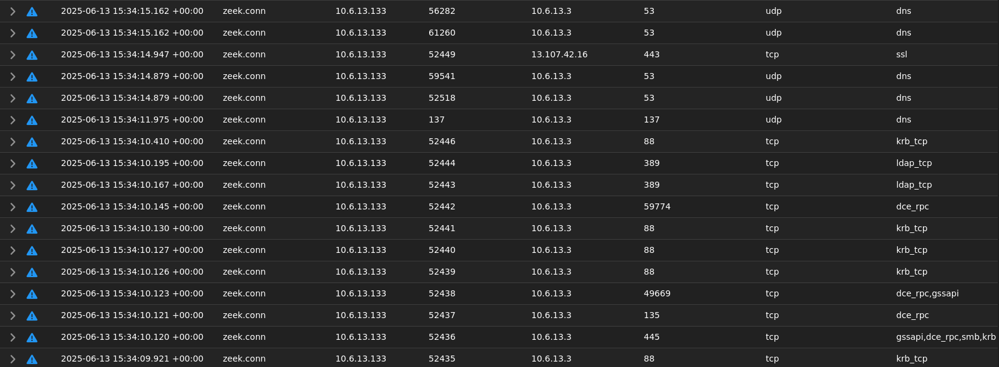 2025-06-13 15:34:15.162 +00:00 zeek.conn 10.6.13.133 56282 10.6.13.3 53 udp dns
2025-06-13 15:34:15.162 +00:00 zeek.conn 10.6.13.133 61260 10.6.13.3 53 udp dns
2025-06-13 15:34:14.947 +00:00 zeek.conn 10.6.13.133 52449 13.107.42.16 443 tcp ssl
2025-06-13 15:34:14.879 +00:00 zeek.conn 10.6.13.133 59541 10.6.13.3 53 udp dns
2025-06-13 15:34:14.879 +00:00 zeek.conn 10.6.13.133 52518 10.6.13.3 53 udp dns
2025-06-13 15:34:11.975 +00:00 zeek.conn 10.6.13.133 137 10.6.13.3 137 udp dns
2025-06-13 15:34:10.410 +00:00 zeek.conn 10.6.13.133 52446 10.6.13.3 88 tcp krb_tcp
2025-06-13 15:34:10.195 +00:00 zeek.conn 10.6.13.133 52444 10.6.13.3 389 tcp ldap_tcp
2025-06-13 15:34:10.167 +00:00 zeek.conn 10.6.13.133 52443 10.6.13.3 389 tcp ldap_tcp
2025-06-13 15:34:10.145 +00:00 zeek.conn 10.6.13.133 52442 10.6.13.3 59774 tcp dce_rpc
2025-06-13 15:34:10.130 +00:00 zeek.conn 10.6.13.133 52441 10.6.13.3 88 tcp krb_tcp
2025-06-13 15:34:10.127 +00:00 zeek.conn 10.6.13.133 52440 10.6.13.3 88 tcp krb_tcp
2025-06-13 15:34:10.126 +00:00 zeek.conn 10.6.13.133 52439 10.6.13.3 88 tcp krb_tcp
2025-06-13 15:34:10.123 +00:00 zeek.conn 10.6.13.133 52438 10.6.13.3 49669 tcp dce_rpc,gssapi
2025-06-13 15:34:10.121 +00:00 zeek.conn 10.6.13.133 52437 10.6.13.3 135 tcp dce_rpc
2025-06-13 15:34:10.120 +00:00 zeek.conn 10.6.13.133 52436 10.6.13.3 445 tcp gssapi,dce_rpc,smb,krb
2025-06-13 15:34:09.921 +00:00 zeek.conn 10.6.13.133 52435 10.6.13.3 88 tcp krb_tcp